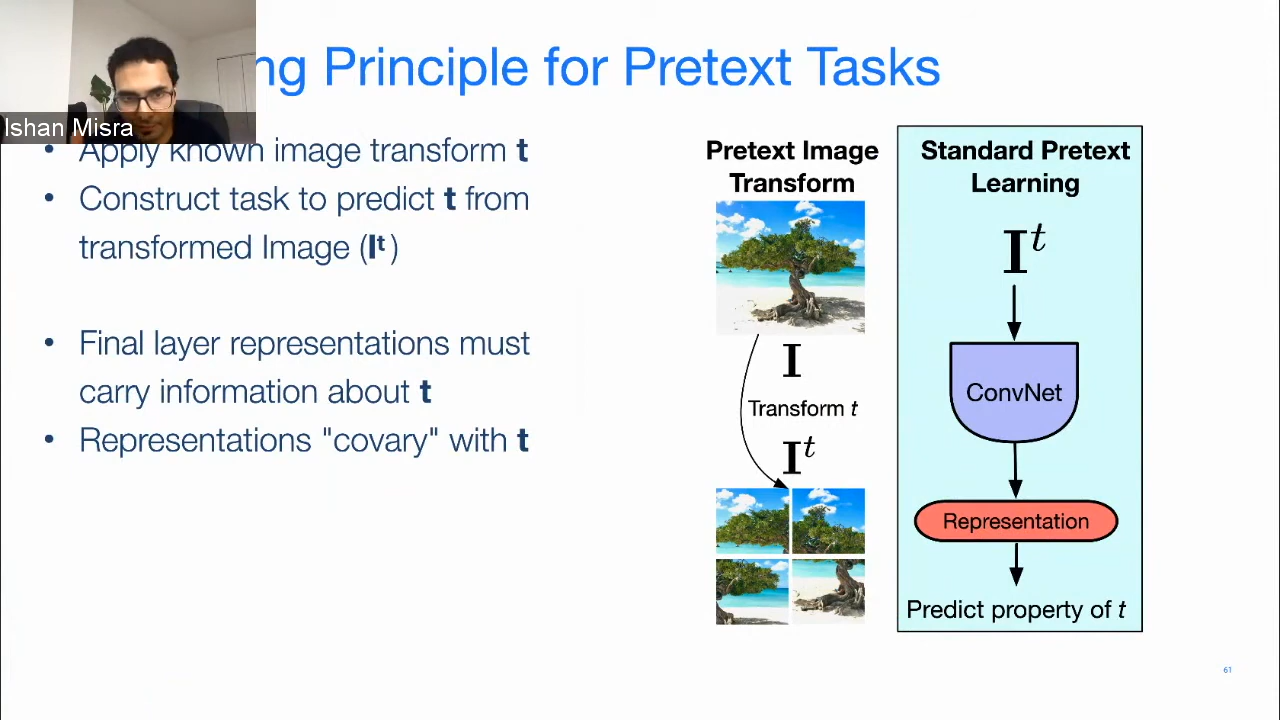 ng Principle for Pretext Tasks
Ishan Misra
• Apply known image transform t
• Construct task to predict t from
transformed Image (Iᵗ)
• Final layer representations must
carry information about t
• Representations "covary" with t
Pretext Image
Transform
I
Transform t
Iᵗ
Standard Pretext
Learning
Iᵗ
ConvNet
Representation
Predict property of t
61